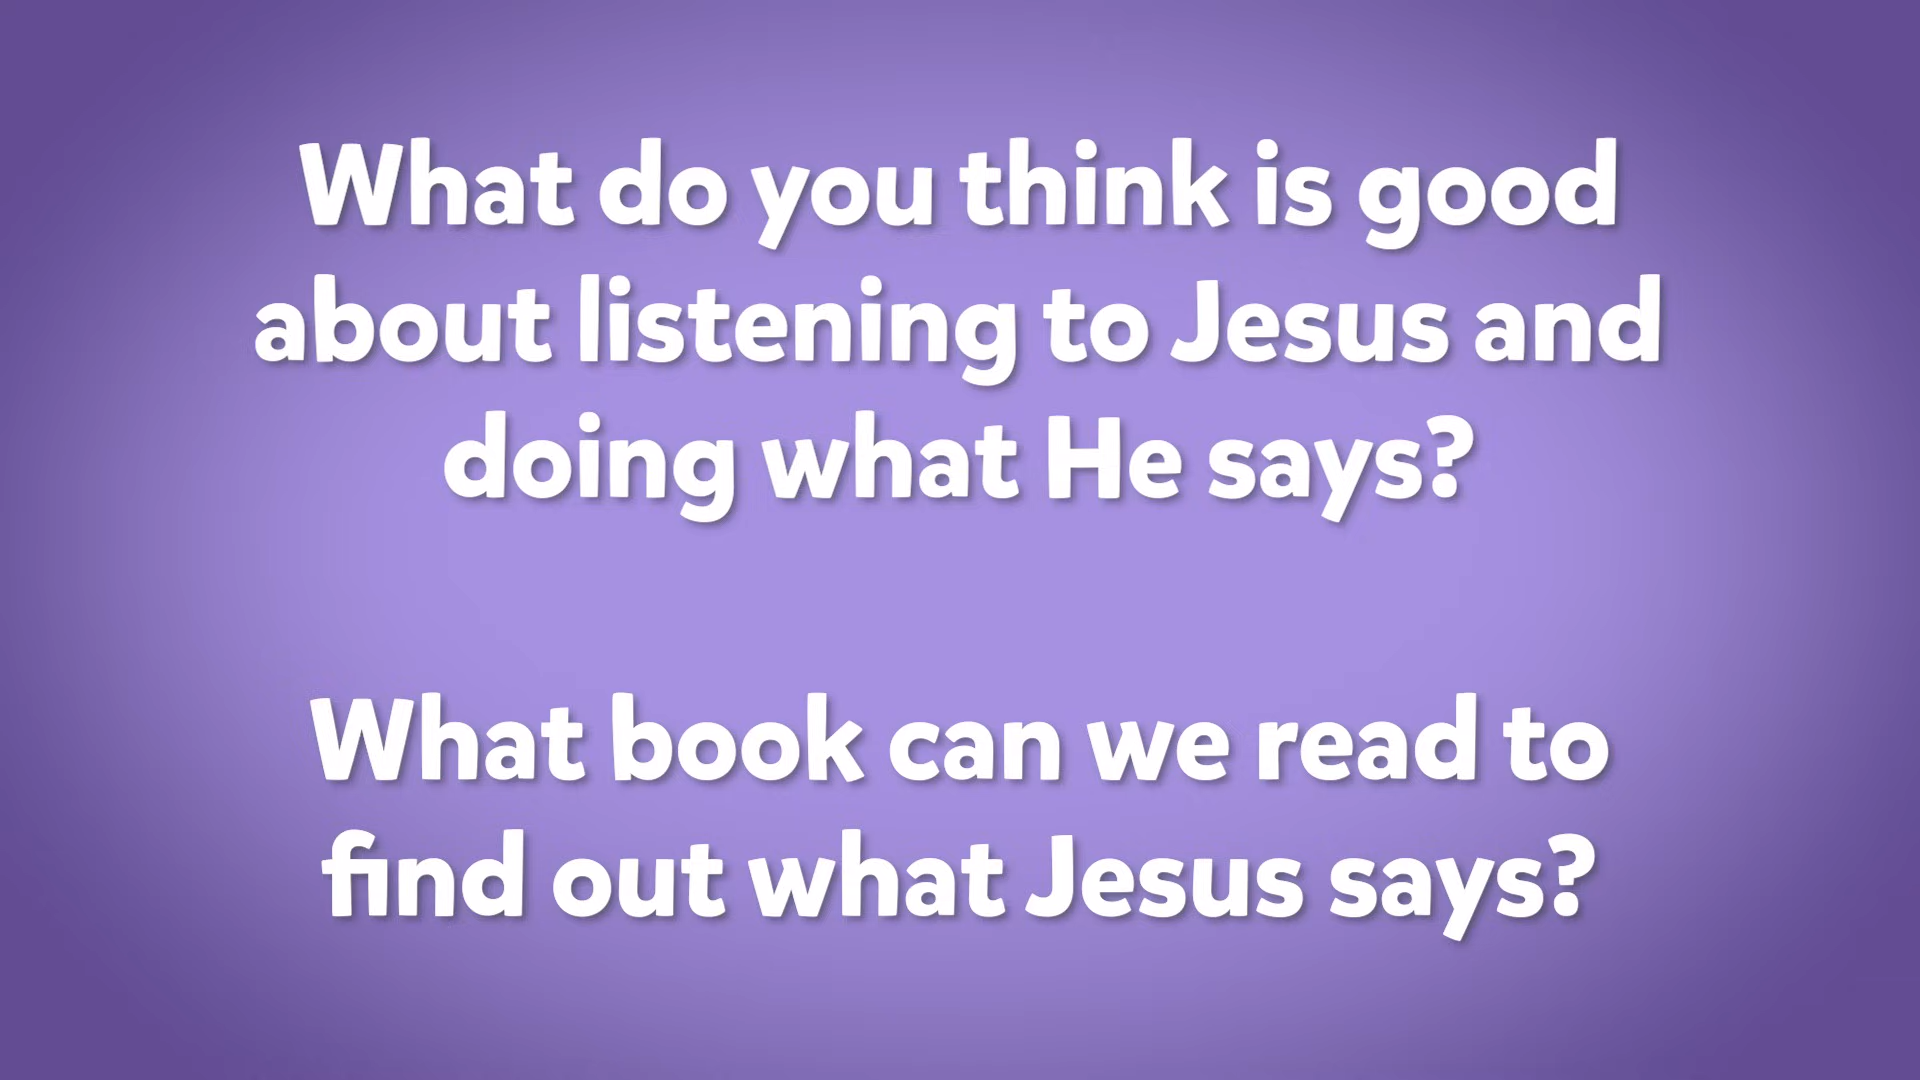 What do you think is good
about listening to Jesus and
doing what He says?
What book can we read to
find out what Jesus says?